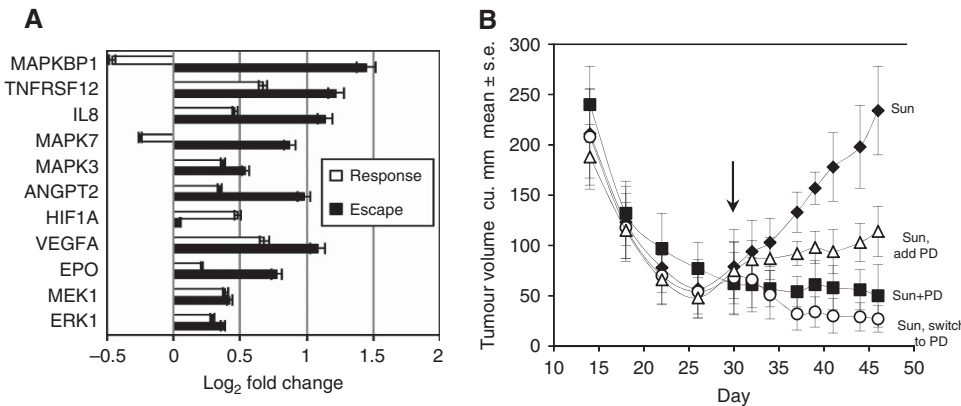 A
MAPKBP1
TNFRSF12
IL8
MAPK7
MAPK3
ANGPT2
HIF1A
VEGFA
EPO
MEK1
ERK1
Response
Escape
–0.5 0 0.5 1 1.5 2
Log2 fold change
B
Tumour volume cu. mm mean ± s.e.
300
250
200
150
100
50
0
Sun
Sun,
add PD
Sun+PD
Sun, switch
to PD
10 15 20 25 30 35 40 45 50
Day